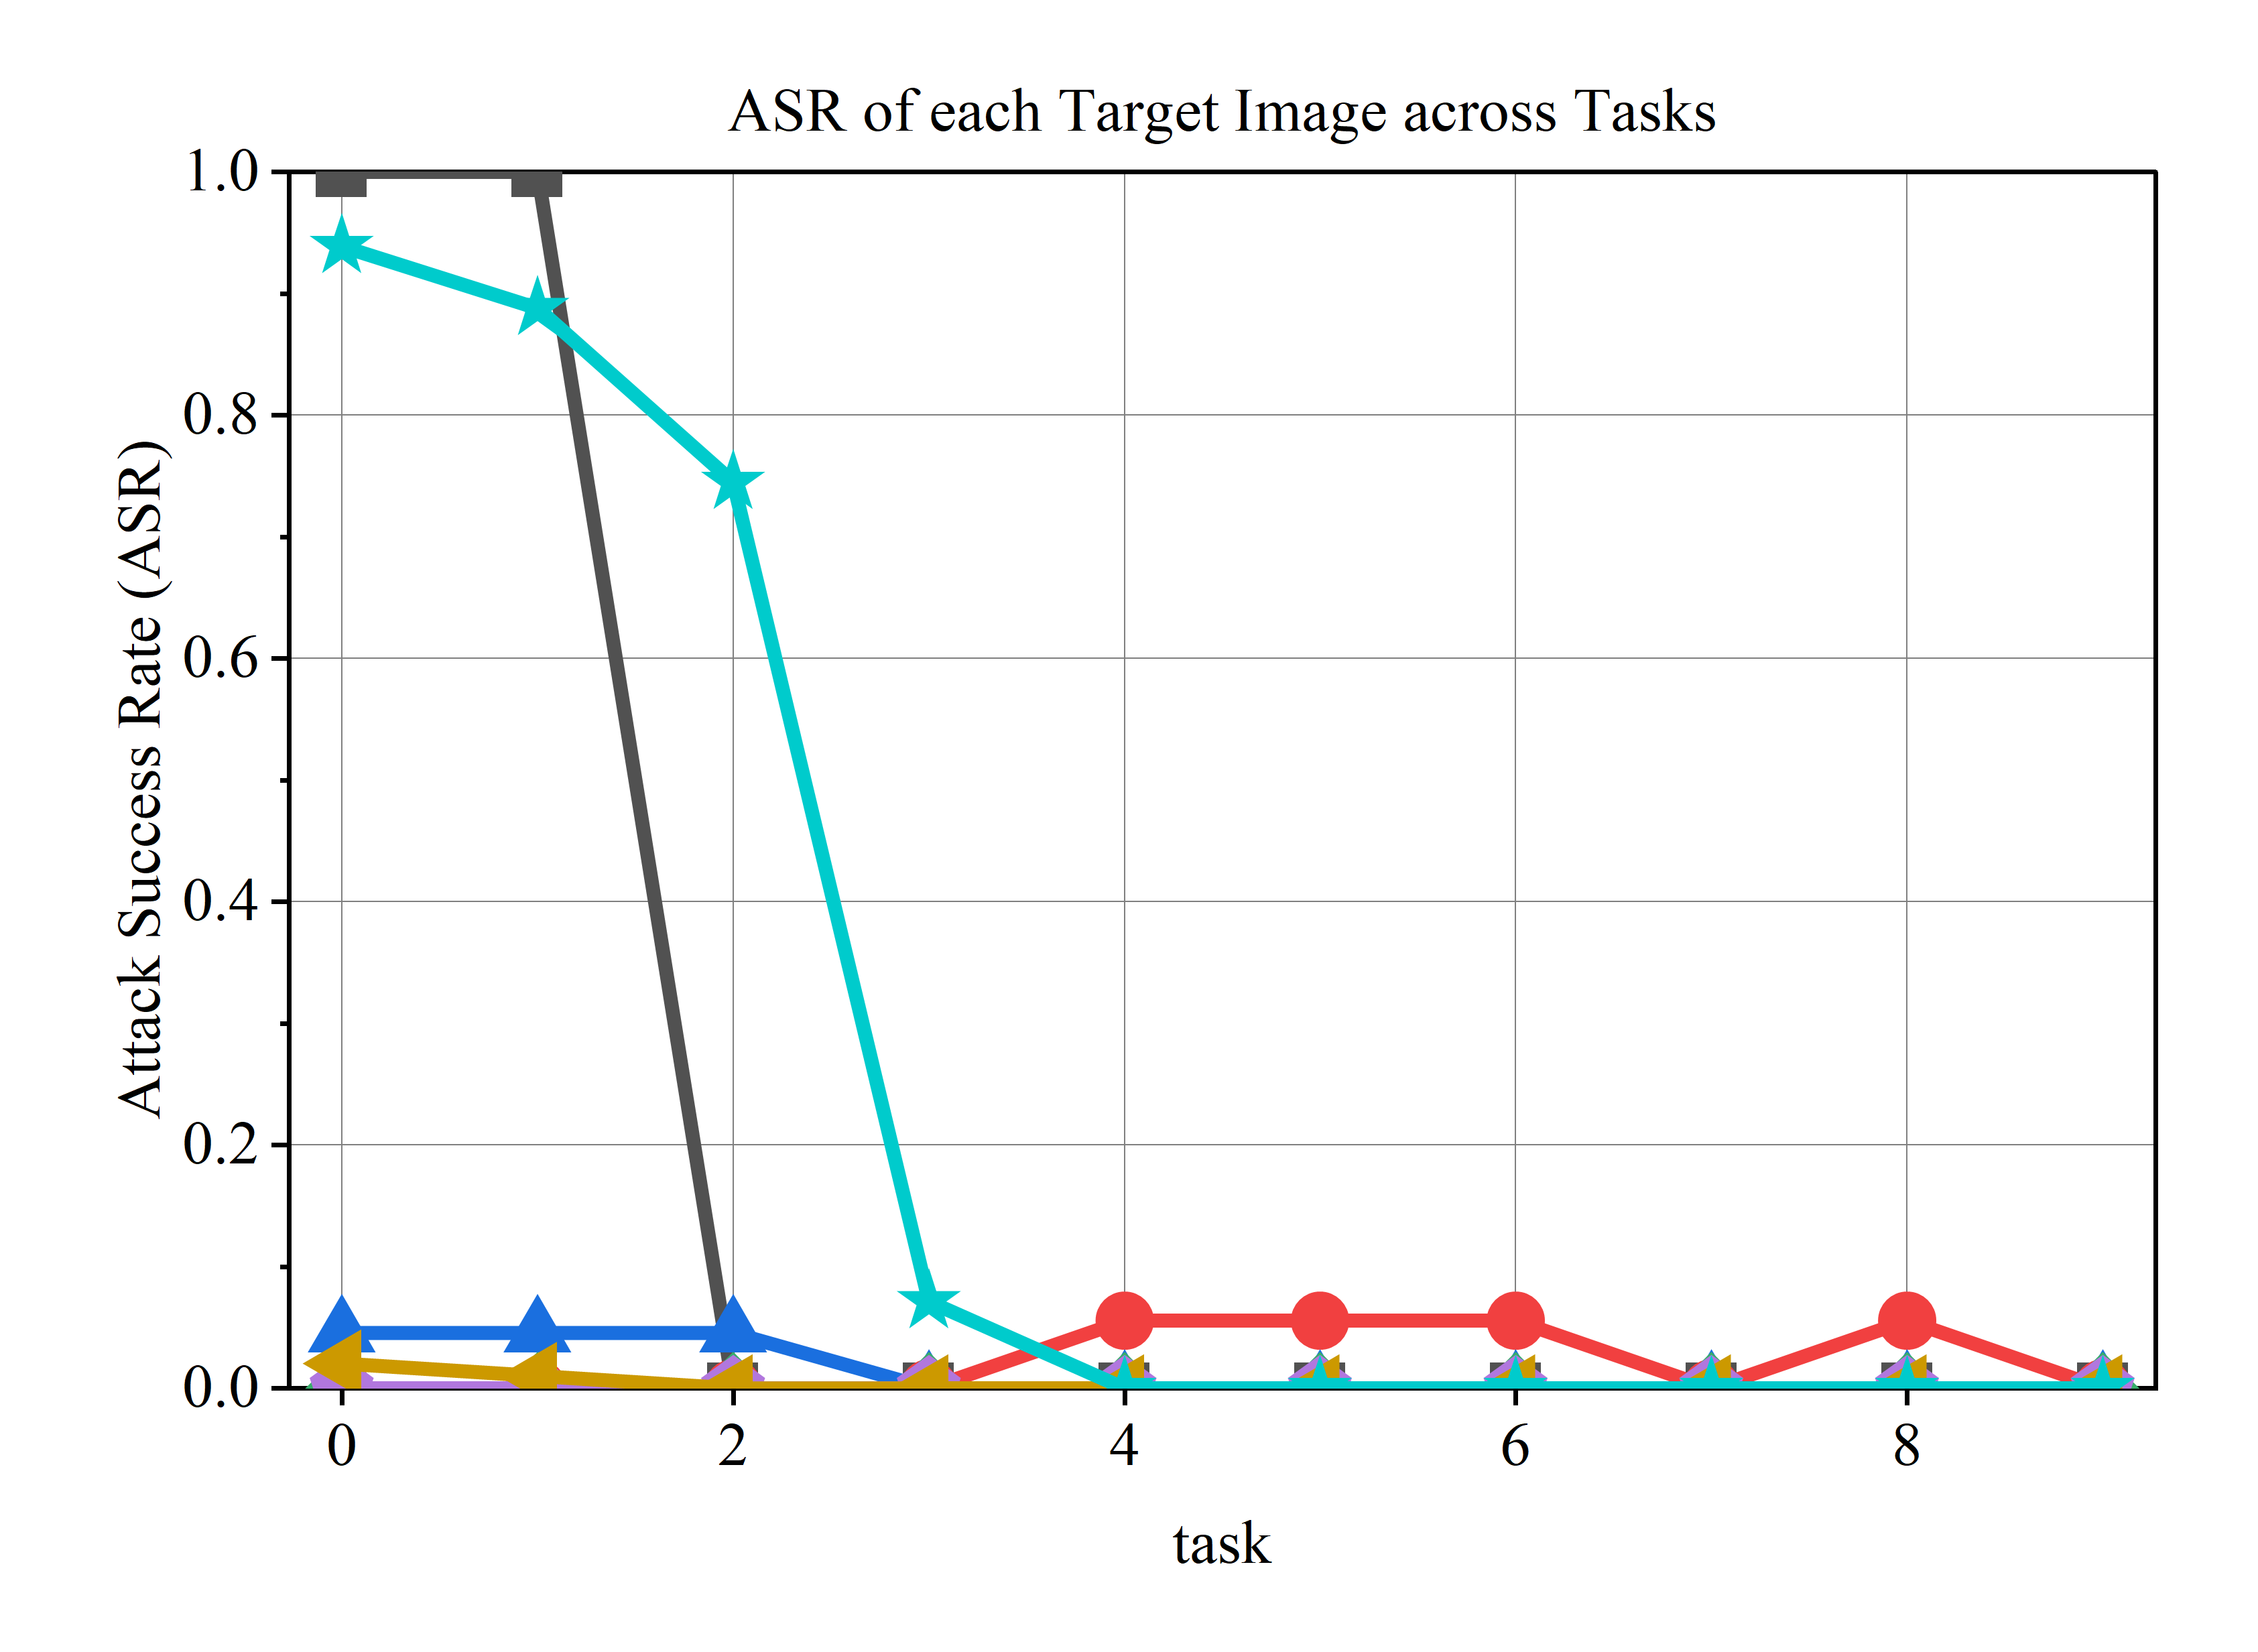 ASR of each Target Image across Tasks
1.0
0.8
0.6
0.4
0.2
0.0
Attack Success Rate (ASR)
0 2 4 6 8
task